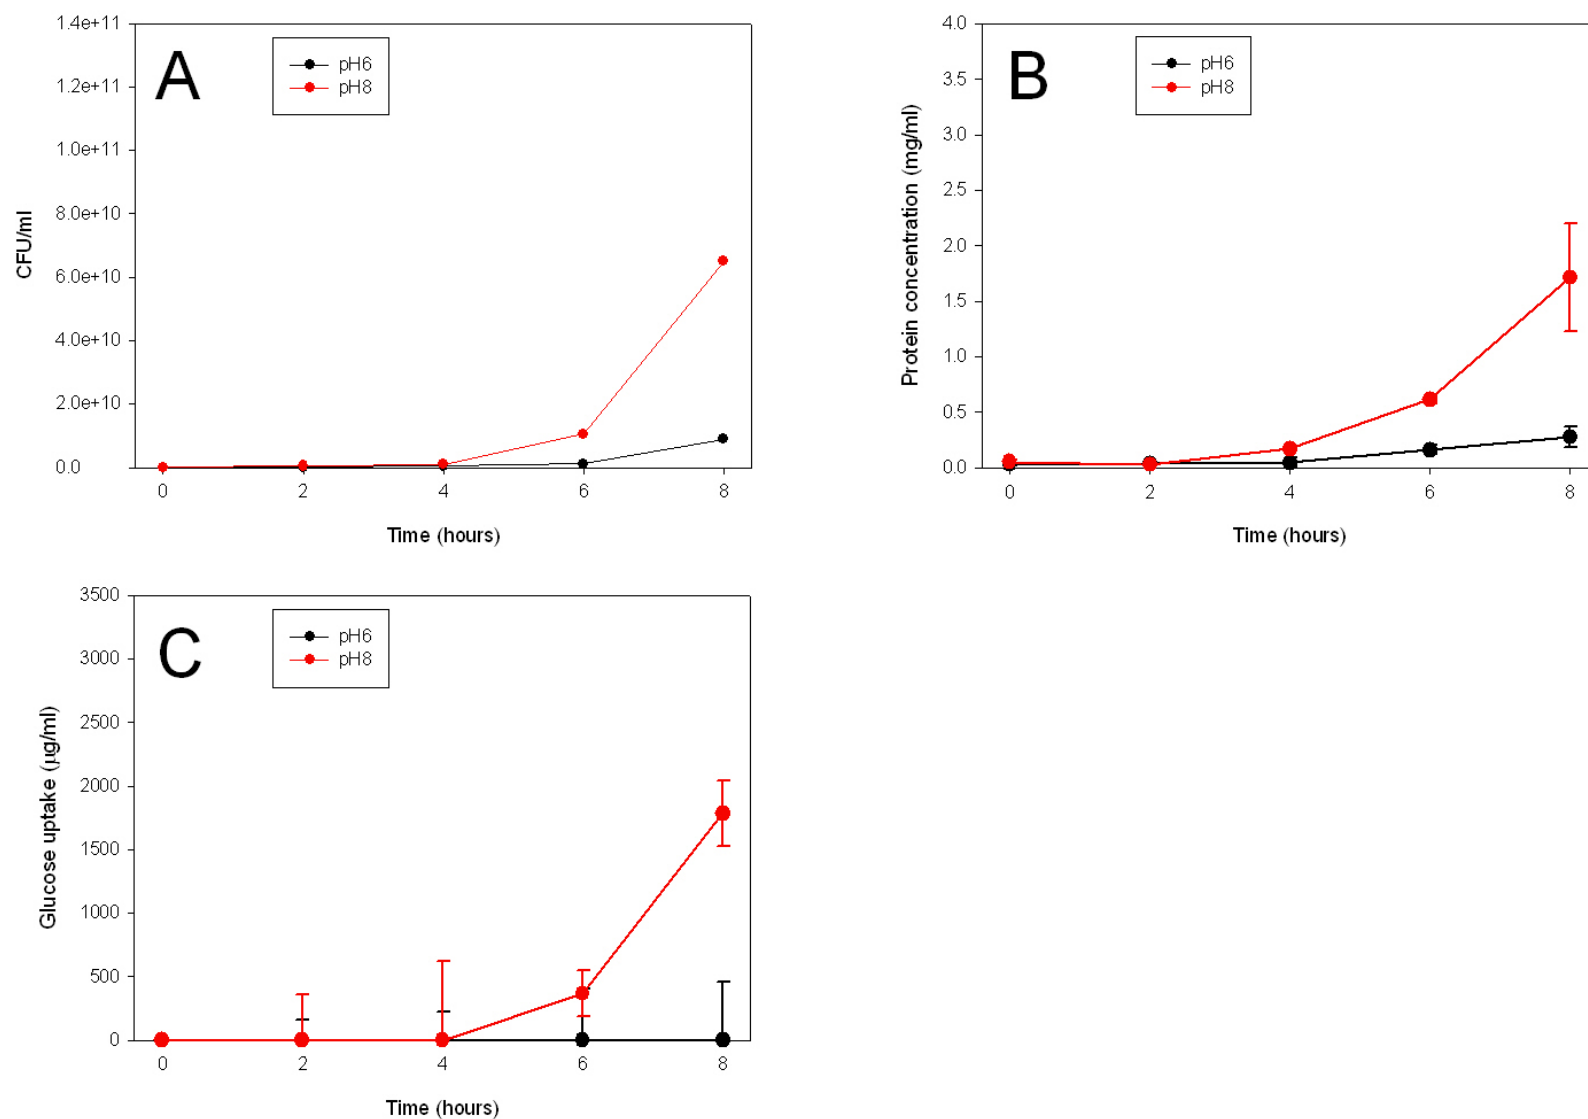 A
pH6
pH8
1.4e+11
1.2e+11
1.0e+11
8.0e+10
6.0e+10
4.0e+10
2.0e+10
0.0
CFU/ml
0 2 4 6 8
Time (hours)
B
pH6
pH8
4.0
3.5
3.0
2.5
2.0
1.5
1.0
0.5
0.0
Protein concentration (mg/ml)
0 2 4 6 8
Time (hours)
C
pH6
pH8
3500
3000
2500
2000
1500
1000
500
0
Glucose uptake (µg/ml)
0 2 4 6 8
Time (hours)